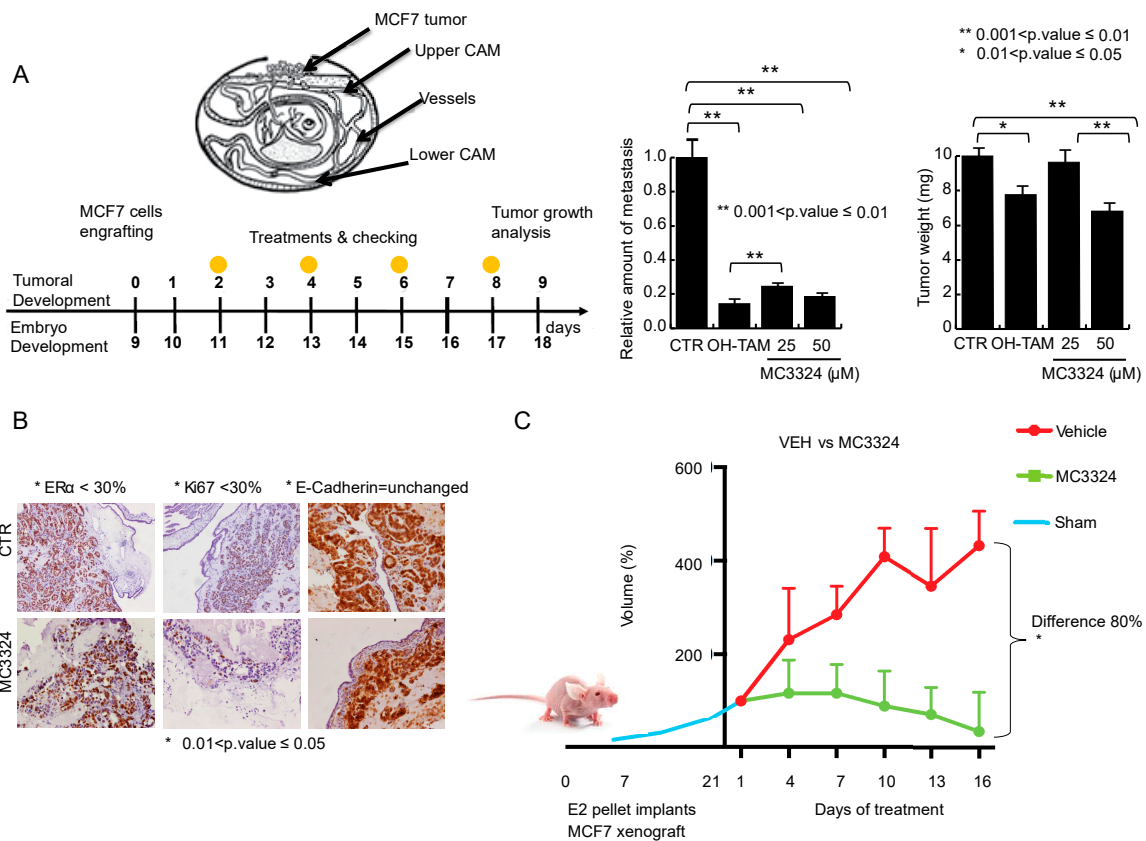 A
MCF7 tumor
Upper CAM
Vessels
Lower CAM
MCF7 cells
engrafting
Treatments & checking
Tumor growth
analysis
Tumoral
Development
0 1 2 3 4 5 6 7 8 9
Embryo
Development
9 10 11 12 13 14 15 16 17 18 days
Relative amount of metastasis
1.0
0.8
0.6
0.4
0.2
0.0
**
**
**
** 0.001<p.value ≤ 0.01
**
CTR OH-TAM 25 50
MC3324 (µM)
** 0.001<p.value ≤ 0.01
* 0.01<p.value ≤ 0.05
Tumor weight (mg)
10
8
6
4
2
0
**
* **
CTR OH-TAM 25 50
MC3324 (µM)
B
* ERα < 30% * Ki67 <30% * E-Cadherin=unchanged
CTR
MC3324
* 0.01<p.value ≤ 0.05
C
VEH vs MC3324
Vehicle
MC3324
Sham
Volume (%)
600
400
200
Difference 80%
*
0 7 21 1 4 7 10 13 16
E2 pellet implants
MCF7 xenograft
Days of treatment